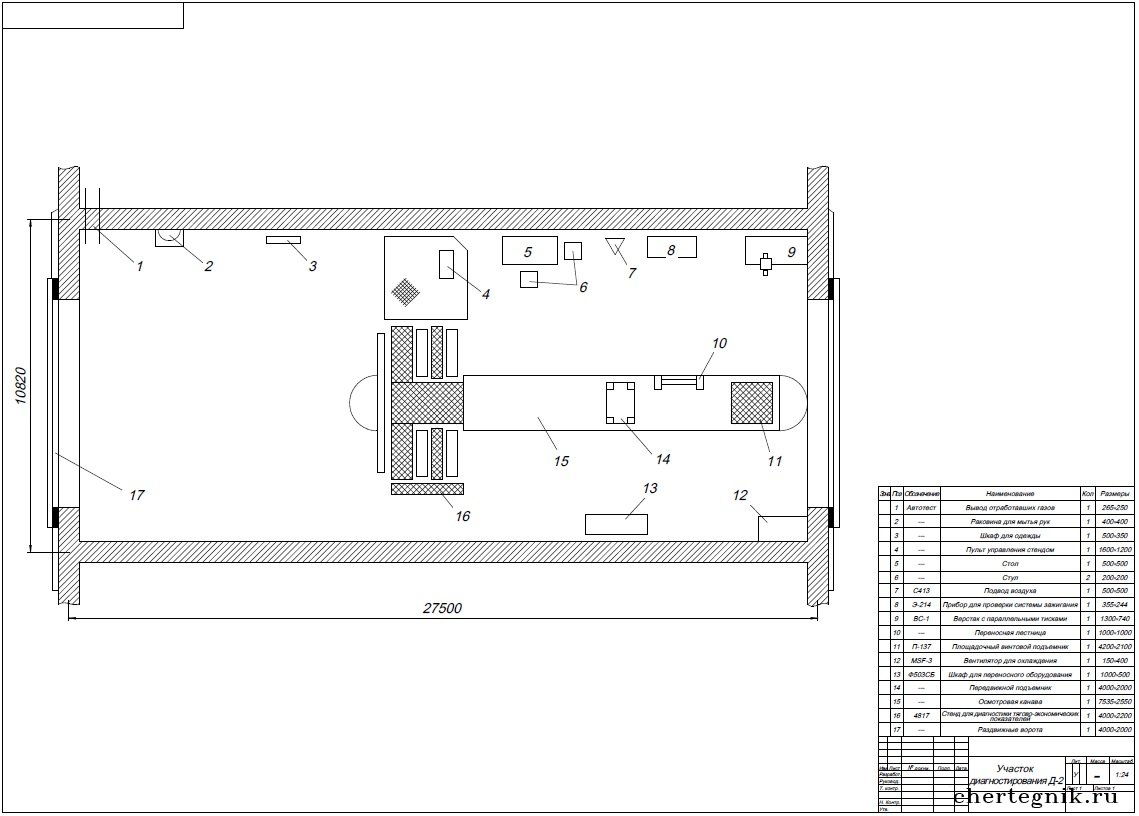 1
2
3
4
5
6
7
8
9
10
11
12
13
14
15
16
17
10820
27500
Зона Поз Обозначение Наименование Кол Размеры
1 Автотест Вывод отработавших газов 1 265×250
2 --- Раковина для мытья рук 1 400×400
3 --- Шкаф для одежды 1 500×350
4 --- Пульт управления стендом 1 1600×1200
5 --- Стол 1 500×500
6 --- Стул 2 200×200
7 С413 Подвод воздуха 1 500×500
8 Э-214 Прибор для проверки системы зажигания 1 355×244
9 ВС-1 Верстак с параллельными тисками 1 1300×740
10 --- Переносная лестница 1 1000×1000
11 П-137 Площадочный винтовой подъемник 1 4200×2100
12 MSF-3 Вентилятор для охлаждения 1 150×400
13 Ф503СБ Шкаф для переносного оборудования 1 1000×500
14 --- Передвижной подъемник 1 4000×2000
15 --- Осмотровая канава 1 7535×2550
16 4817 Стенд для диагностики тягово-экономических показателей 1 4000×2200
17 --- Раздвижные ворота 1 4000×2000
Изм Лист № докум. Подп. Дата
Разработ.
Руковод.
Т. контр.
Н. Контр.
Утв.
Участок
диагностирования Д-2
Лит. Масса Масштаб
У - 1:24
Лист 1 Листов 1
chertegnik.ru